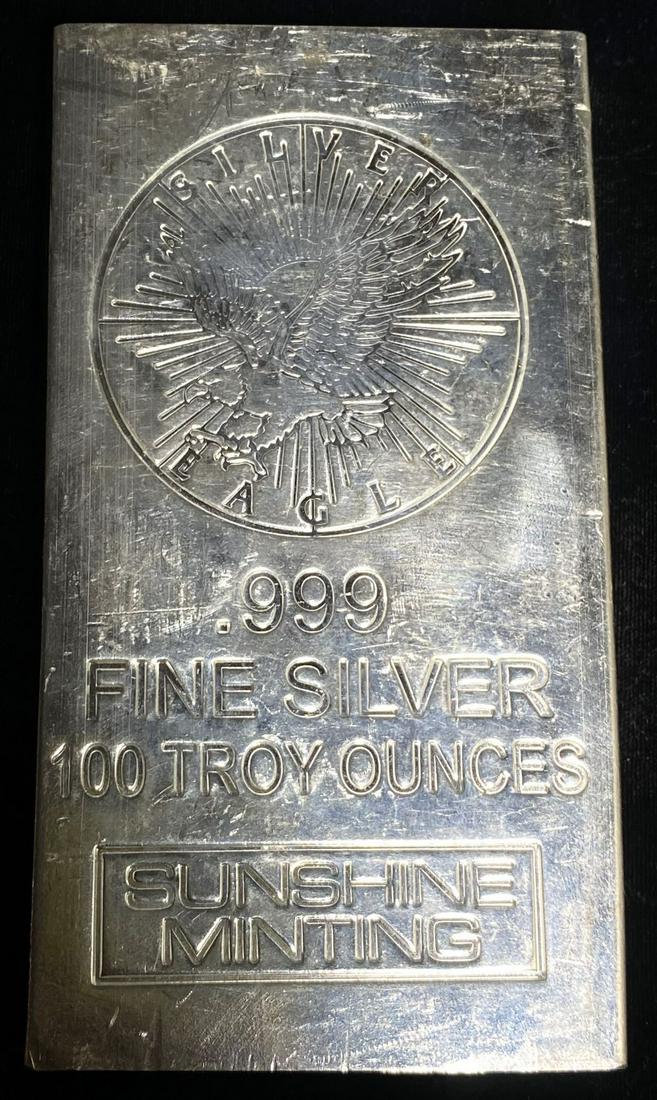 SILVER
EAGLE
.999
FINE SILVER
100 TROY OUNCES
SUNSHINE
MINTING